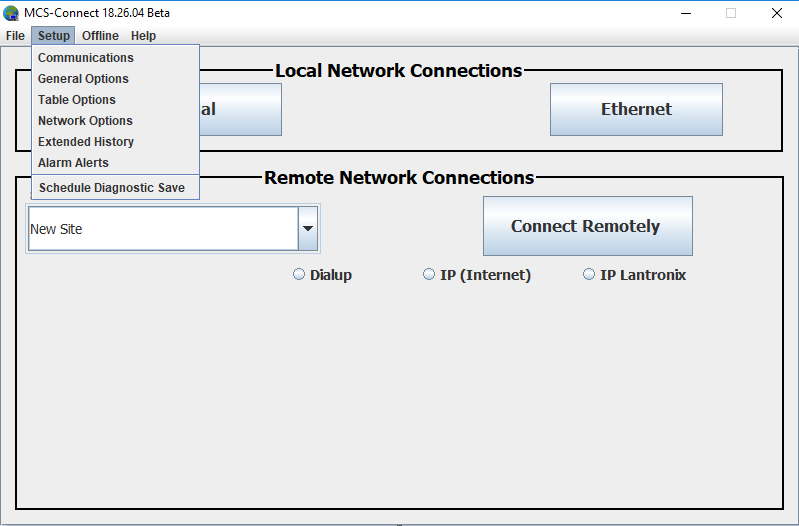 MCS-Connect 18.26.04 Beta
File Setup Offline Help
Communications
General Options
Table Options
Network Options
Extended History
Alarm Alerts
Schedule Diagnostic Save
Local Network Connections
al
Ethernet
Remote Network Connections
New Site
Connect Remotely
Dialup IP (Internet) IP Lantronix